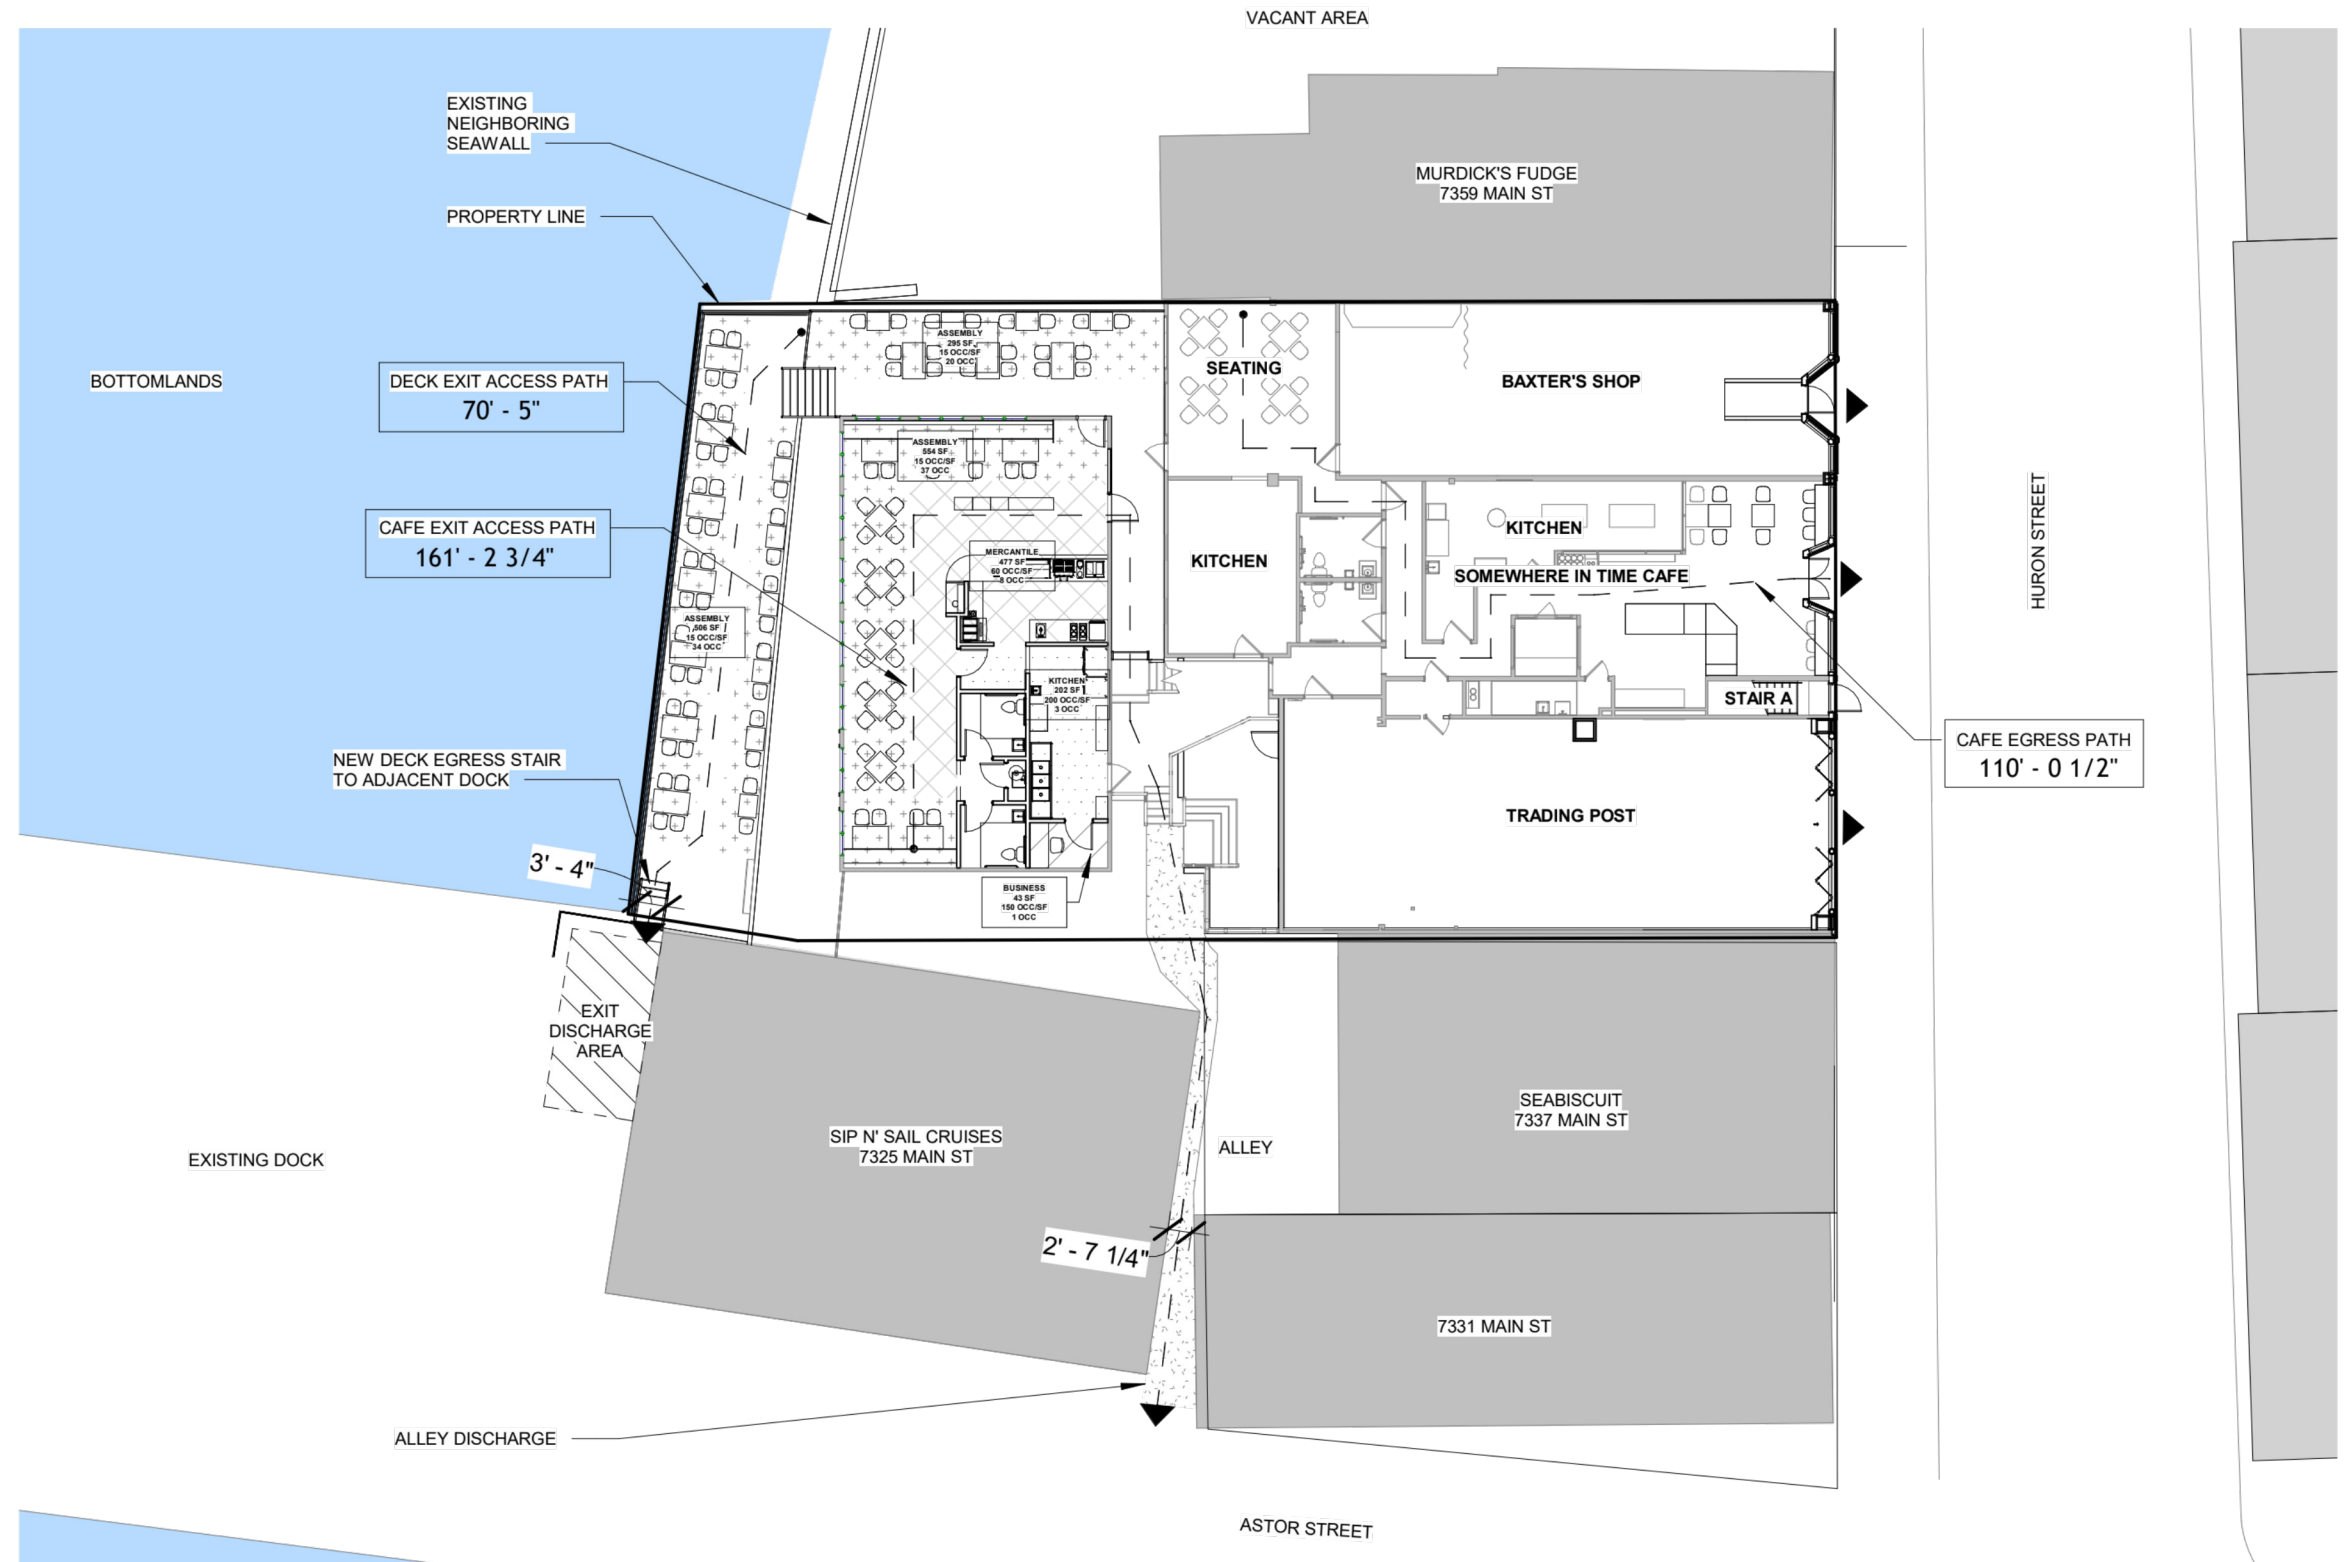 VACANT AREA
EXISTING
NEIGHBORING
SEAWALL
PROPERTY LINE
MURDICK'S FUDGE
7359 MAIN ST
BOTTOMLANDS
DECK EXIT ACCESS PATH
70' - 5"
ASSEMBLY
295 SF
15 OCC/SF
20 OCC
SEATING
BAXTER'S SHOP
ASSEMBLY
554 SF
15 OCC/SF
37 OCC
CAFE EXIT ACCESS PATH
161' - 2 3/4"
MERCANTILE
477 SF
60 OCC/SF
8 OCC
KITCHEN
KITCHEN
SOMEWHERE IN TIME CAFE
HURON STREET
ASSEMBLY
506 SF
15 OCC/SF
34 OCC
KITCHEN
202 SF
200 OCC/SF
3 OCC
STAIR A
CAFE EGRESS PATH
110' - 0 1/2"
NEW DECK EGRESS STAIR
TO ADJACENT DOCK
TRADING POST
3' - 4"
BUSINESS
43 SF
150 OCC/SF
1 OCC
EXIT
DISCHARGE
AREA
SIP N' SAIL CRUISES
7325 MAIN ST
ALLEY
SEABISCUIT
7337 MAIN ST
EXISTING DOCK
2' - 7 1/4"
7331 MAIN ST
ALLEY DISCHARGE
ASTOR STREET